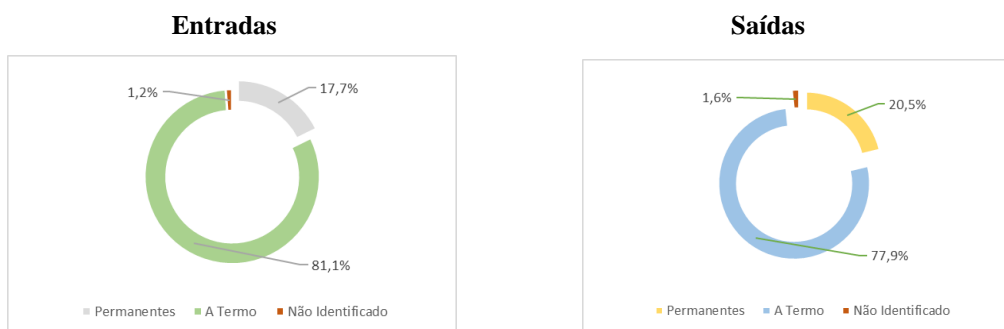 Entradas
1,2%
17,7%
81,1%
Permanentes A Termo Não Identificado
Saídas
1,6%
20,5%
77,9%
Permanentes A Termo Não Identificado